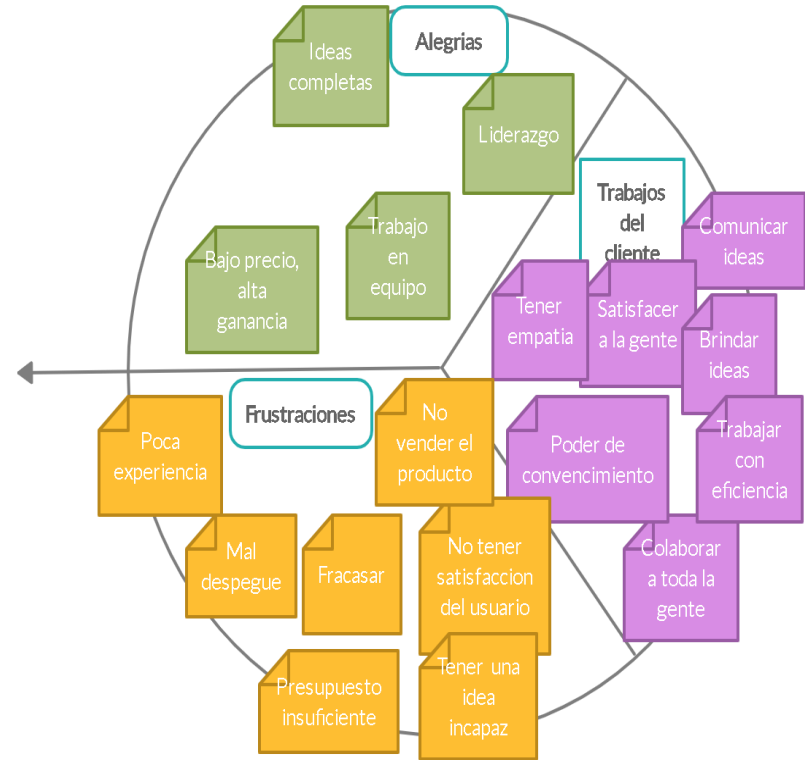 Alegrias
Ideas
completas
Liderazgo
Trabajo
en
equipo
Bajo precio,
alta
ganancia
Trabajos
del
cliente
Comunicar
ideas
Tener
empatia
Satisfacer
a la gente
Brindar
ideas
Poder de
convencimiento
Trabajar
con
eficiencia
Colaborar
a toda la
gente
Frustraciones
No
vender el
producto
Poca
experiencia
Mal
despegue
Fracasar
No tener
satisfaccion
del usuario
Presupuesto
insuficiente
Tener una
idea
incapaz